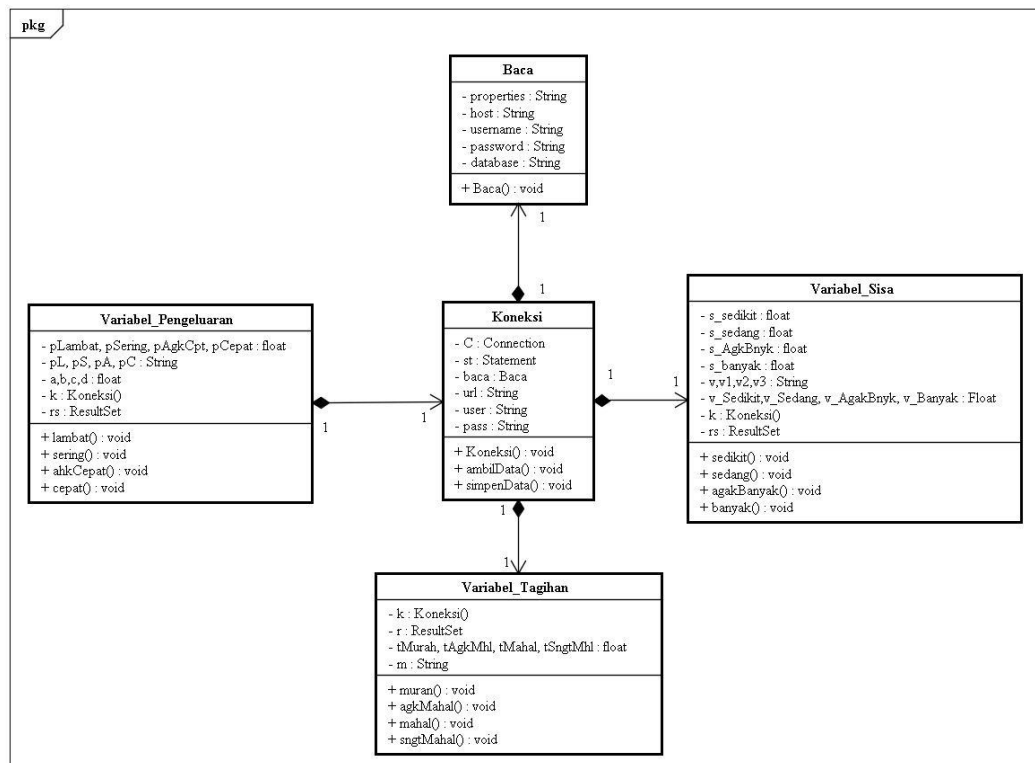 pkg
Baca
- properties : String
- host : String
- username : String
- password : String
- database : String
+ Baca() : void
1
1
Variabel_Pengeluaran
- pLambat, pSering, pAgkCpt, pCepat : float
- pL, pS, pA, pC : String
- a,b,c,d : float
- k : Koneksi()
- rs : ResultSet
+ lambat() : void
+ sering() : void
+ ahkCepat() : void
+ cepat() : void
1
1
Koneksi
- C : Connection
- st : Statement
- baca : Baca
- url : String
- user : String
- pass : String
+ Koneksi() : void
+ ambilData() : void
+ simpenData() : void
1
1
Variabel_Sisa
- s_sedikit : float
- s_sedang : float
- s_AgkBnyk : float
- s_banyak : float
- v,v1,v2,v3 : String
- v_Sedikit,v_Sedang, v_AgakBnyk, v_Banyak : Float
- k : Koneksi()
- rs : ResultSet
+ sedikit() : void
+ sedang() : void
+ agakBanyak() : void
+ banyak() : void
1
1
Variabel_Tagihan
- k : Koneksi()
- r : ResultSet
- tMurah, tAgkMhl, tMahal, tSngtMhl : float
- m : String
+ muran() : void
+ agkMahal() : void
+ mahal() : void
+ sngtMahal() : void